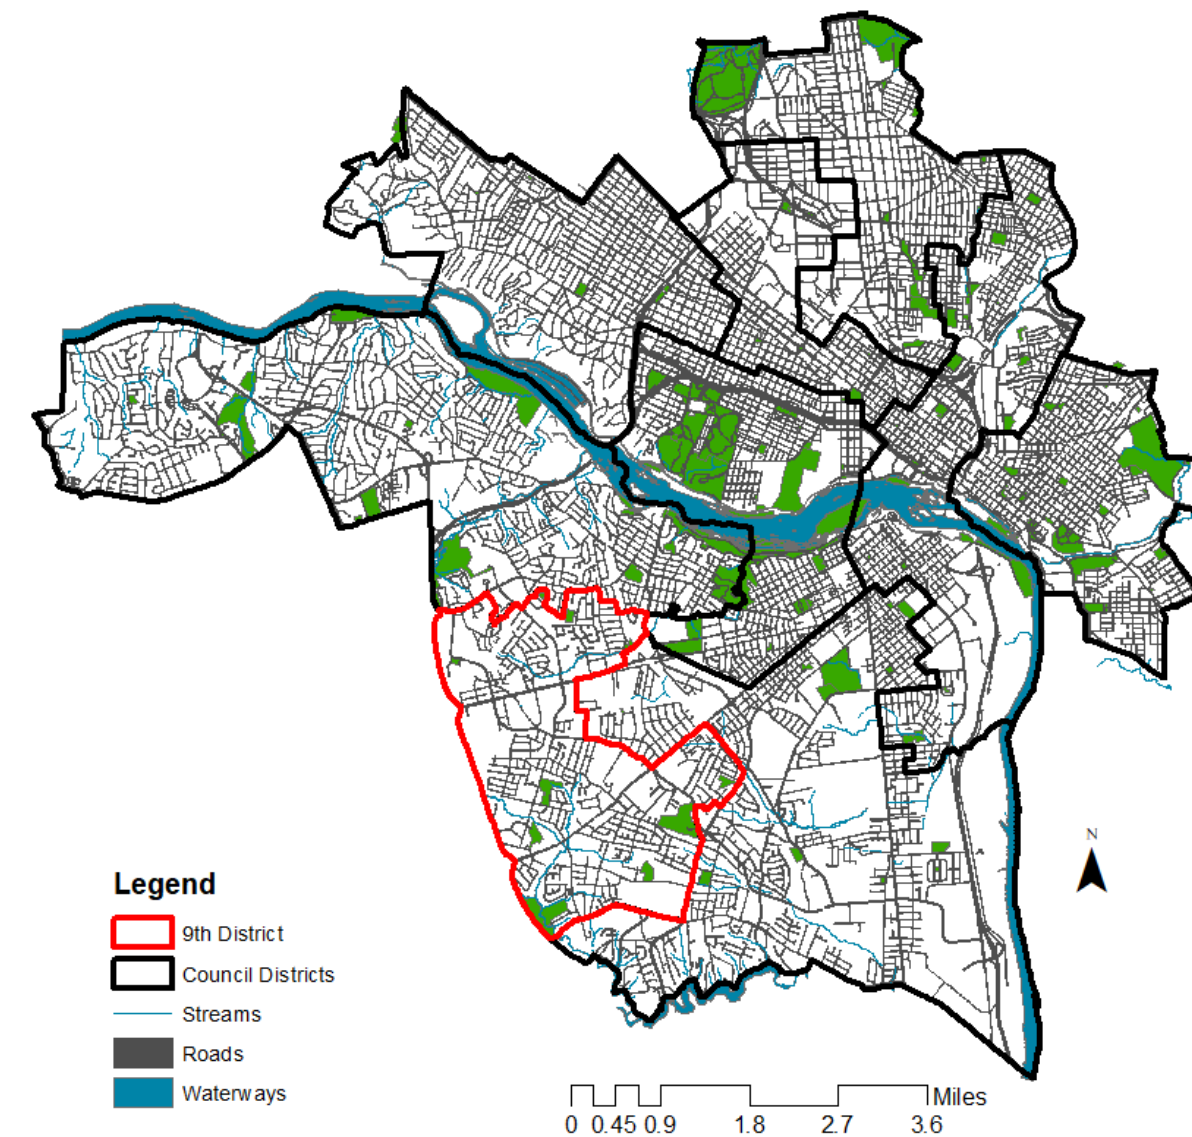 N
Legend
9th District
Council Districts
Streams
Roads
Waterways
Miles
0 0.45 0.9 1.8 2.7 3.6